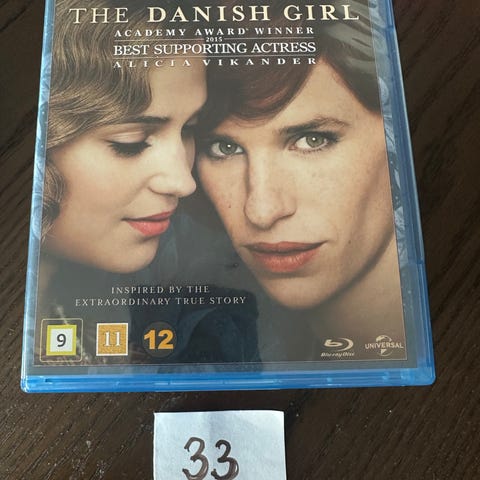 THE DANISH GIRL
ACADEMY AWARD® WINNER
2015
BEST SUPPORTING ACTRESS
ALICIA VIKANDER
INSPIRED BY THE
EXTRAORDINARY TRUE STORY
9 11 12
Blu-ray Disc UNIVERSAL
33